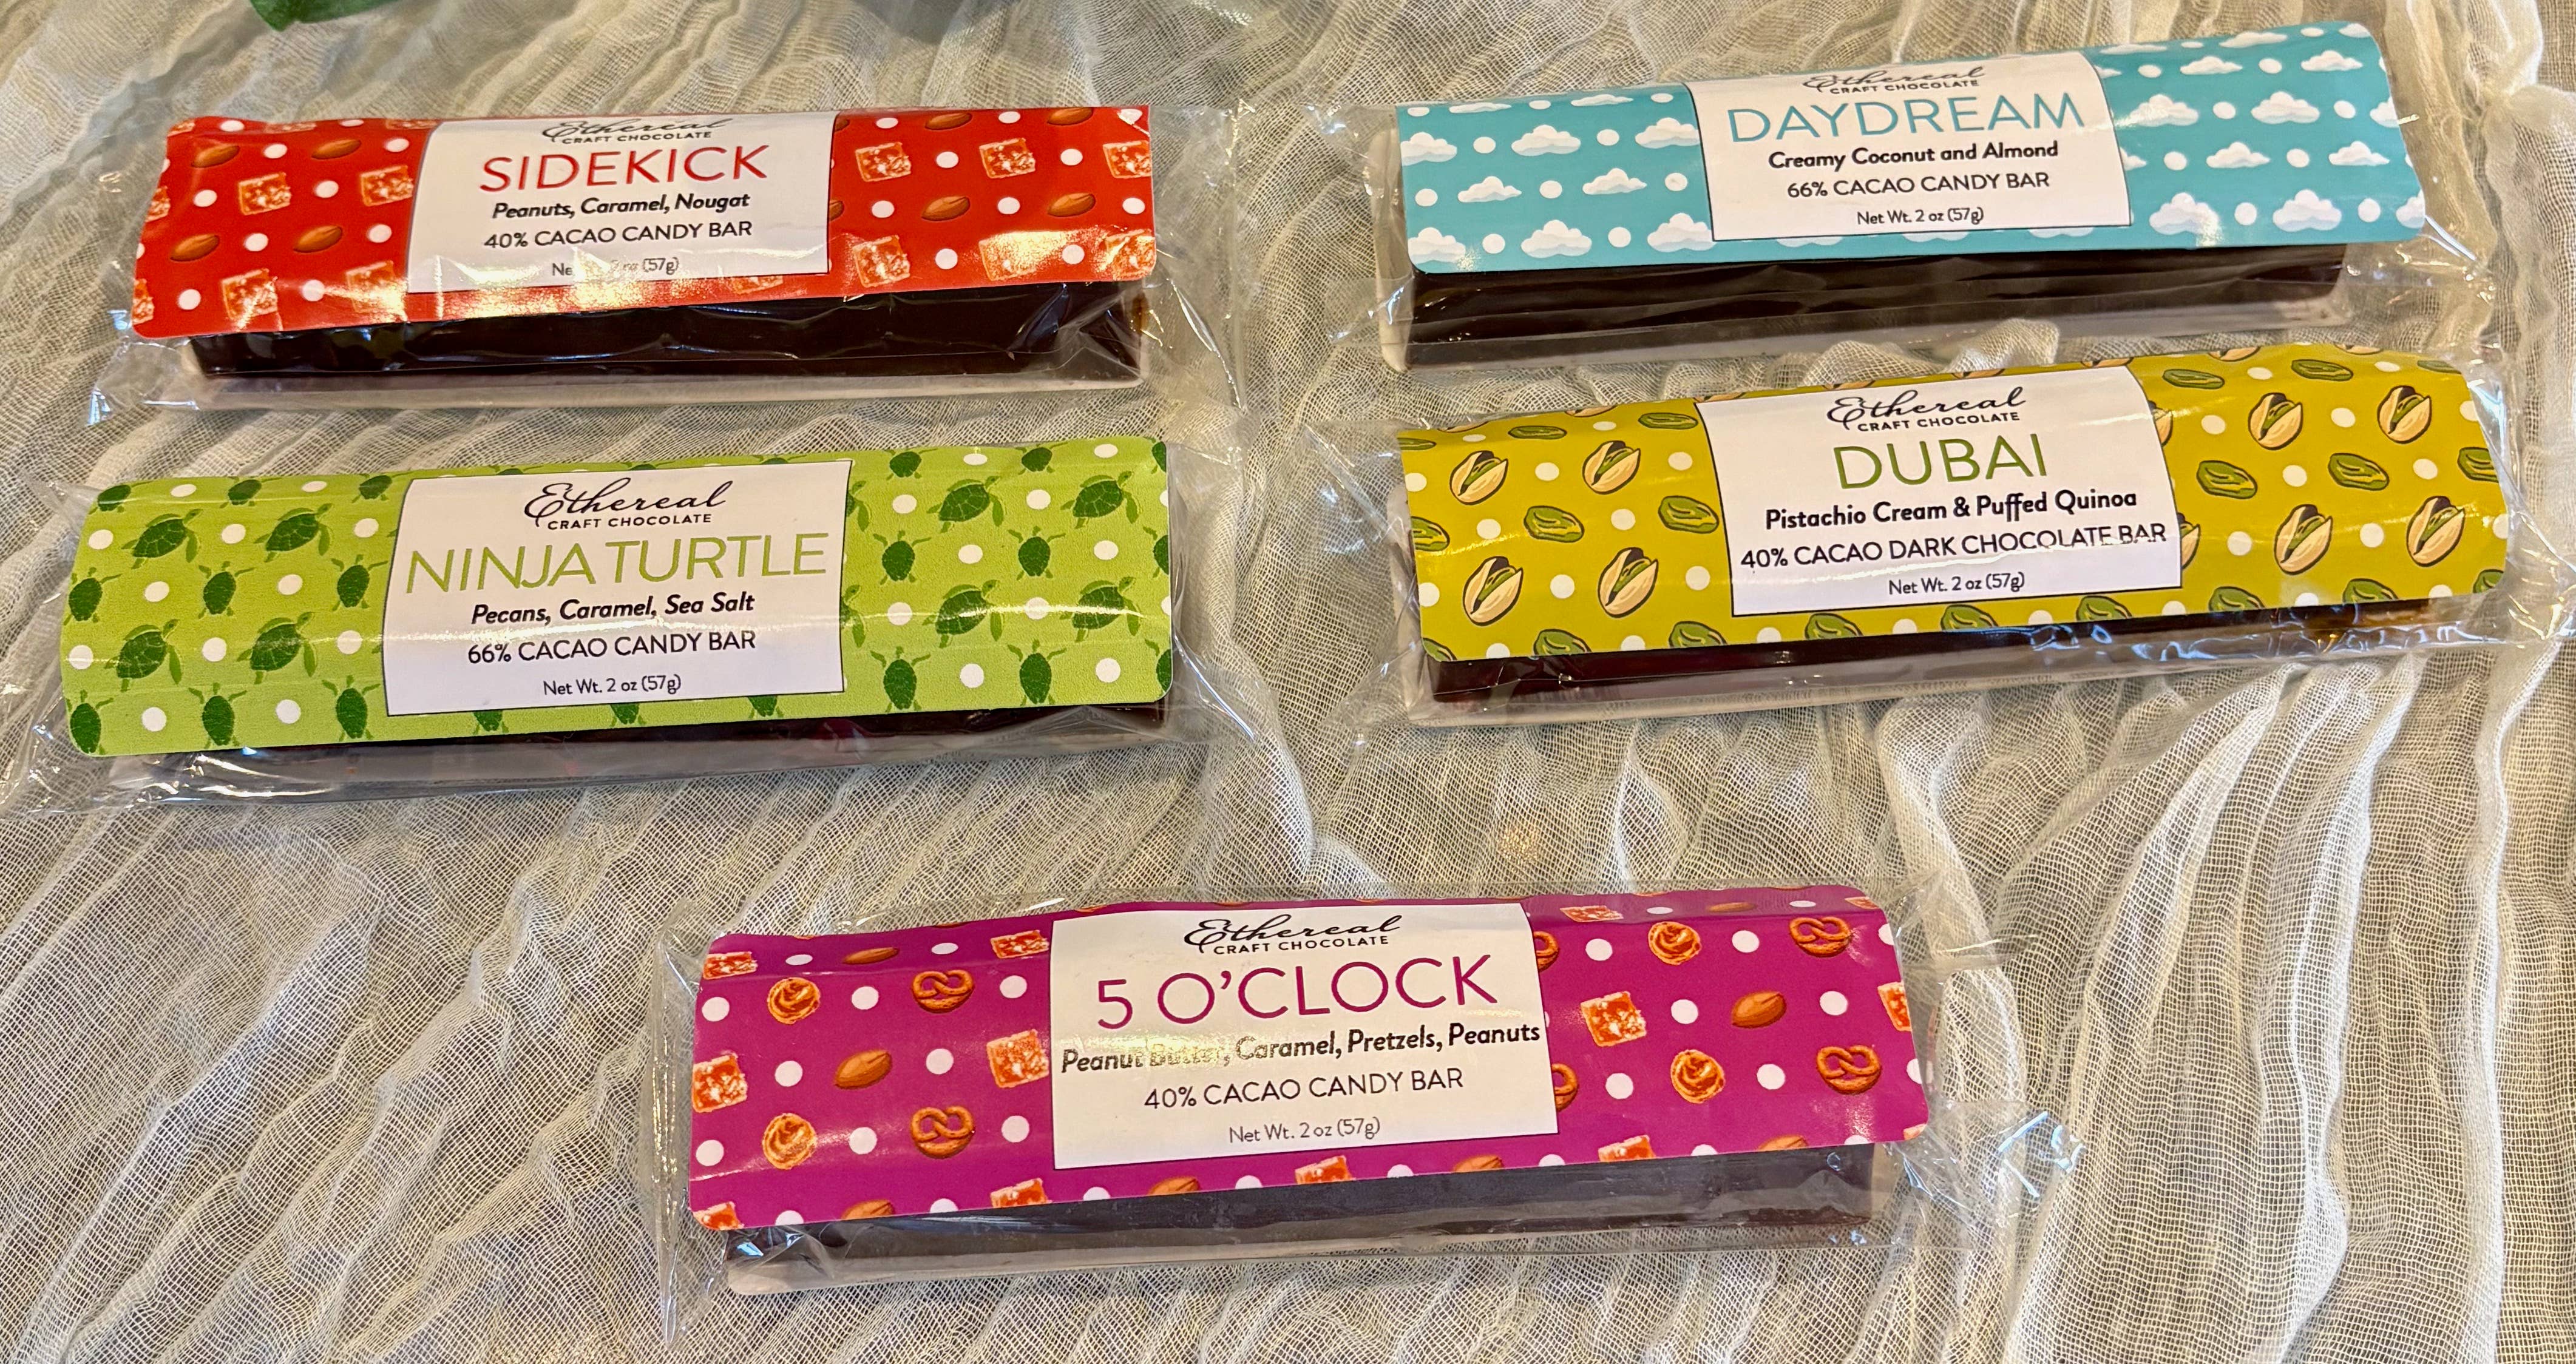 Ethereal
CRAFT CHOCOLATE
SIDEKICK
Peanuts, Caramel, Nougat
40% CACAO CANDY BAR
(57g)
Ethereal
CRAFT CHOCOLATE
DAYDREAM
Creamy Coconut and Almond
66% CACAO CANDY BAR
Net Wt. 2 oz (57g)
Ethereal
CRAFT CHOCOLATE
NINJA TURTLE
Pecans, Caramel, Sea Salt
66% CACAO CANDY BAR
Net Wt. 2 oz (57g)
Ethereal
CRAFT CHOCOLATE
DUBAI
Pistachio Cream & Puffed Quinoa
40% CACAO DARK CHOCOLATE BAR
Net Wt. 2 oz (57g)
Ethereal
CRAFT CHOCOLATE
5 O'CLOCK
Peanut Butter, Caramel, Pretzels, Peanuts
40% CACAO CANDY BAR
Net Wt. 2 oz (57g)